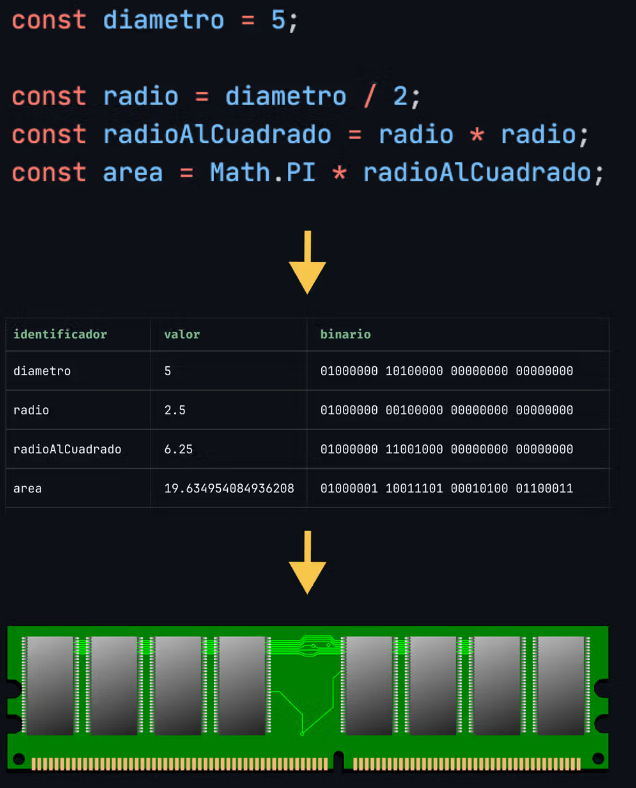 const diametro = 5;
const radio = diametro / 2;
const radioAlCuadrado = radio * radio;
const area = Math.PI * radioAlCuadrado;
identificador valor binario
diametro 5 01000000 10100000 00000000 00000000
radio 2.5 01000000 00100000 00000000 00000000
radioAlCuadrado 6.25 01000000 11001000 00000000 00000000
area 19.634954084936208 01000001 10011101 00010100 01100011